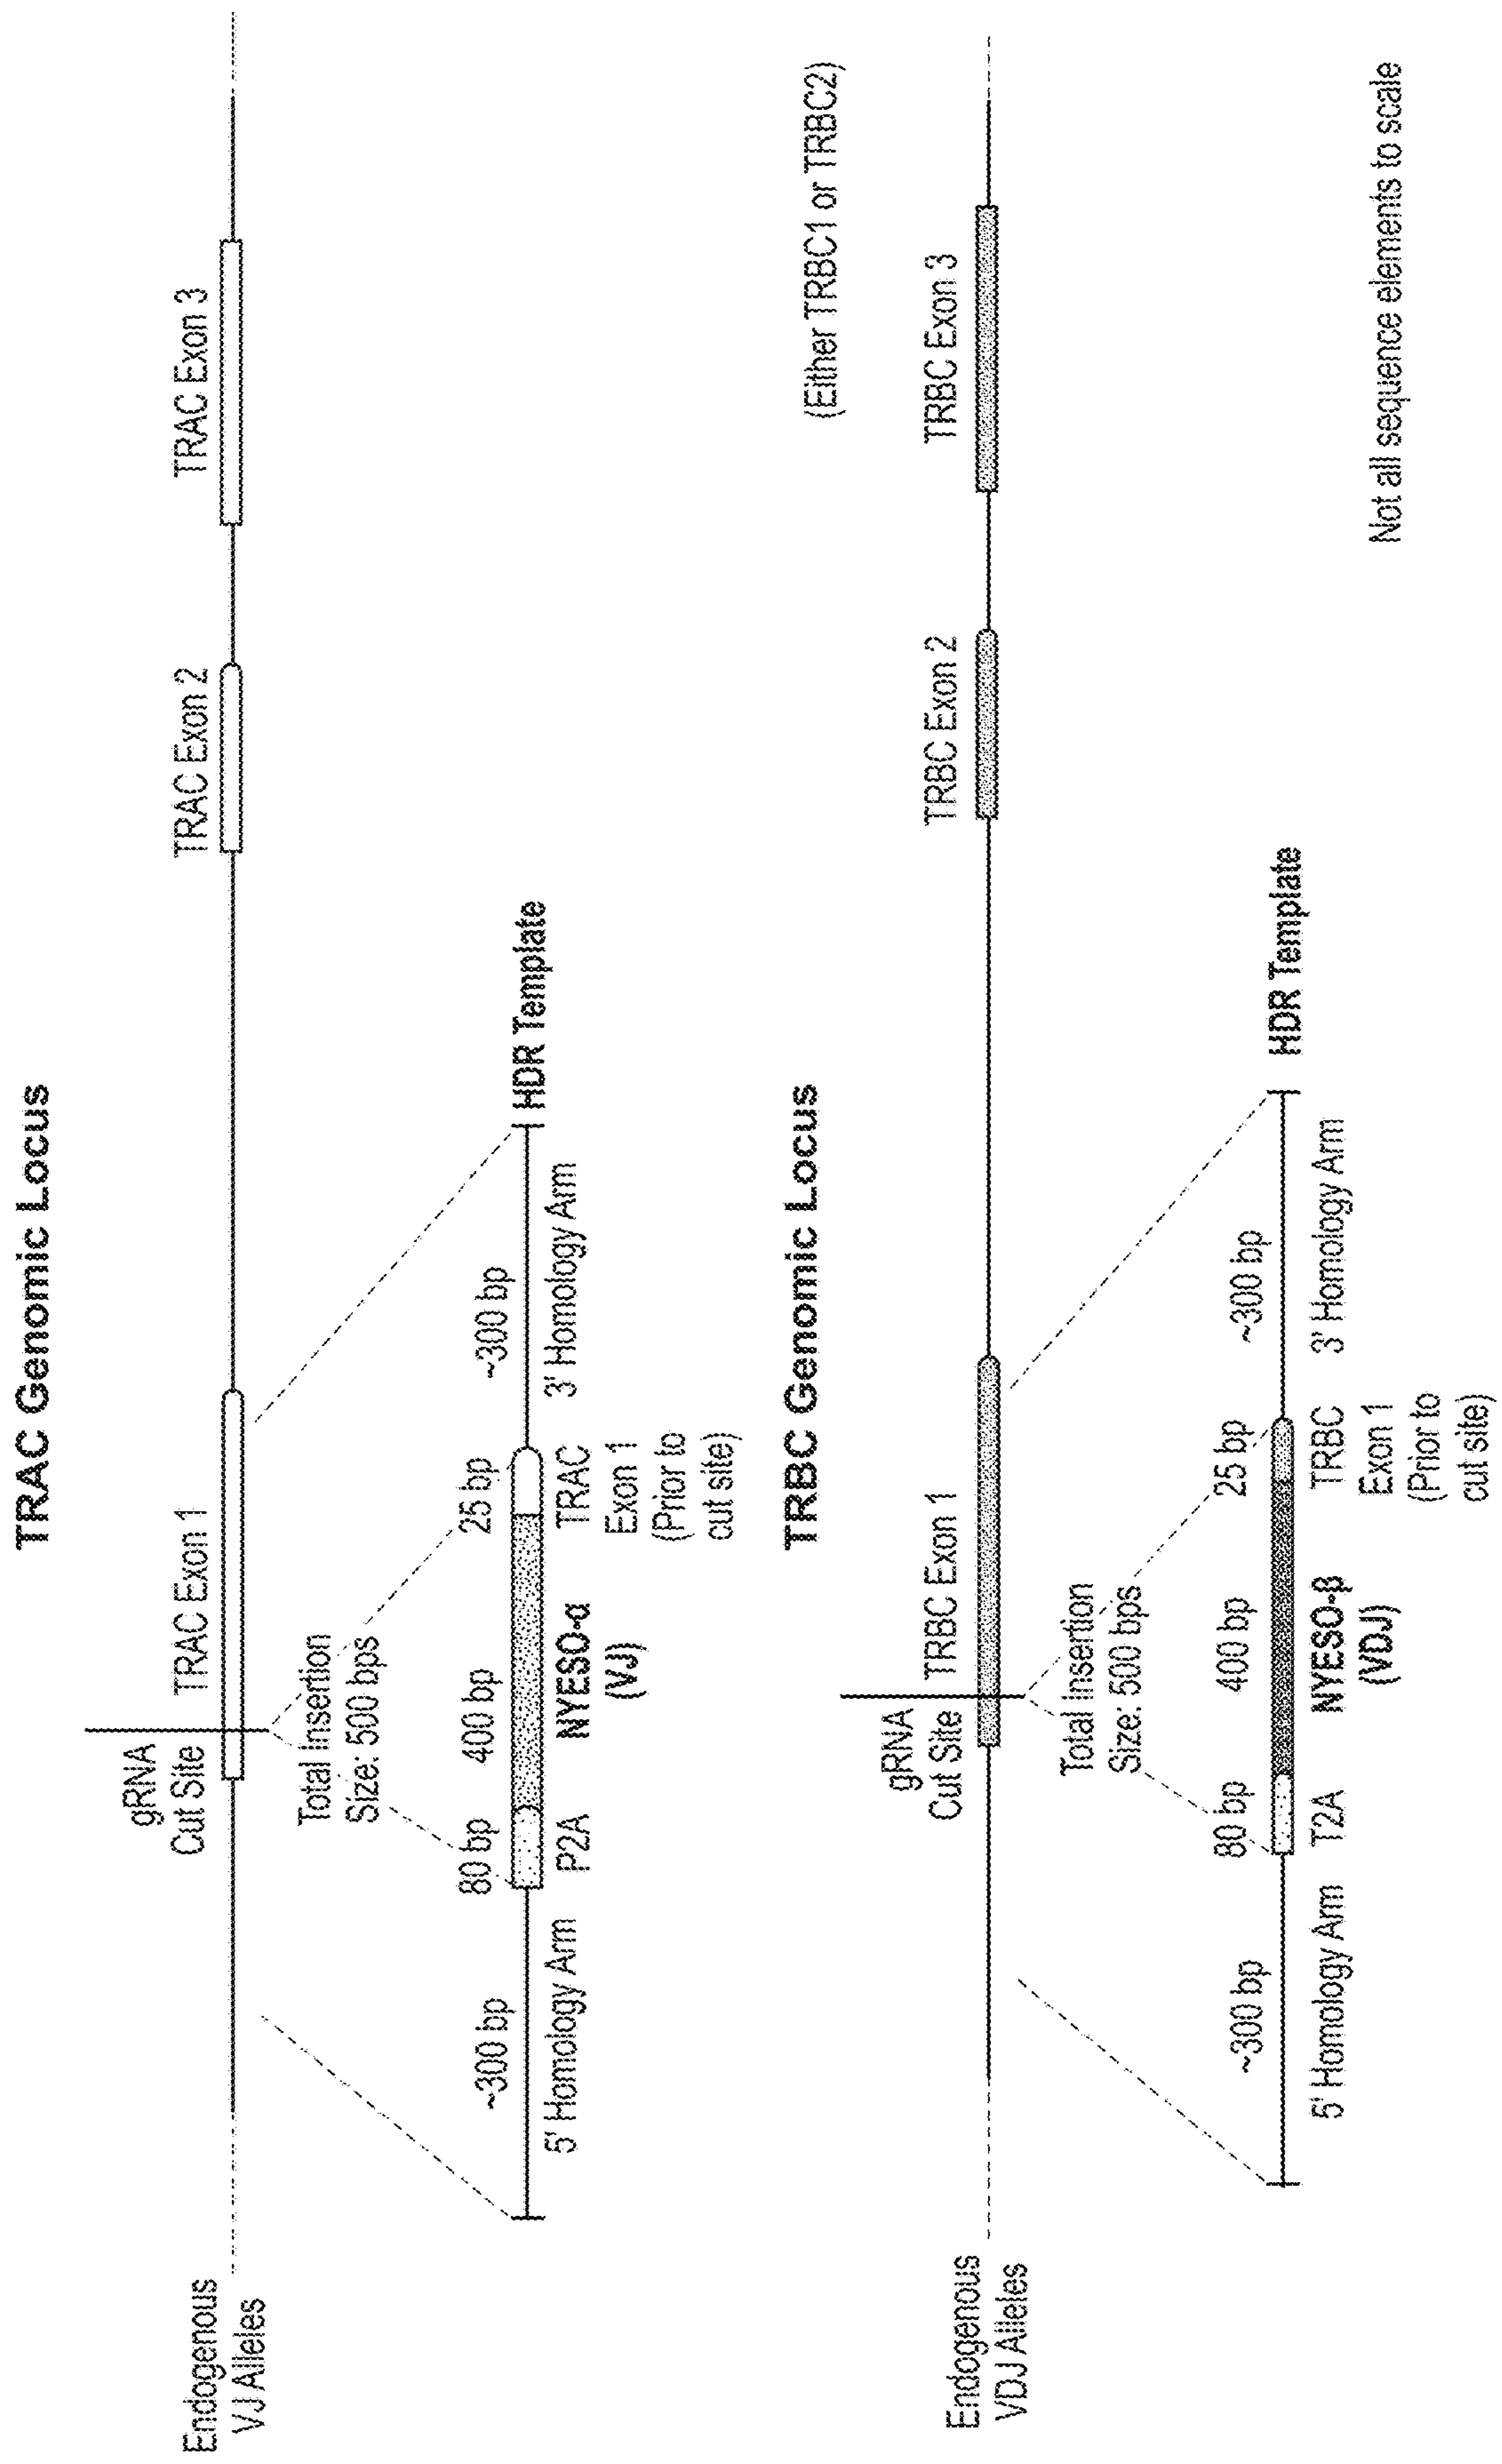 TRAC Genomic Locus
Endogenous
VJ Alleles
gRNA
Cut Site
TRAC Exon 1
TRAC Exon 2
TRAC Exon 3
Total Insertion
Size: 500 bps
~300 bp
80 bp
400 bp
25 bp
~300 bp
HDR Template
5' Homology Arm
P2A
NYESO-α
(VJ)
TRAC
Exon 1
(Prior to
cut site)
3' Homology Arm
TRBC Genomic Locus
(Either TRBC1 or TRBC2)
Endogenous
VDJ Alleles
gRNA
Cut Site
TRBC Exon 1
TRBC Exon 2
TRBC Exon 3
Total Insertion
Size: 500 bps
~300 bp
80 bp
400 bp
25 bp
~300 bp
HDR Template
5' Homology Arm
T2A
NYESO-β
(VDJ)
TRBC
Exon 1
(Prior to
cut site)
3' Homology Arm
Not all sequence elements to scale